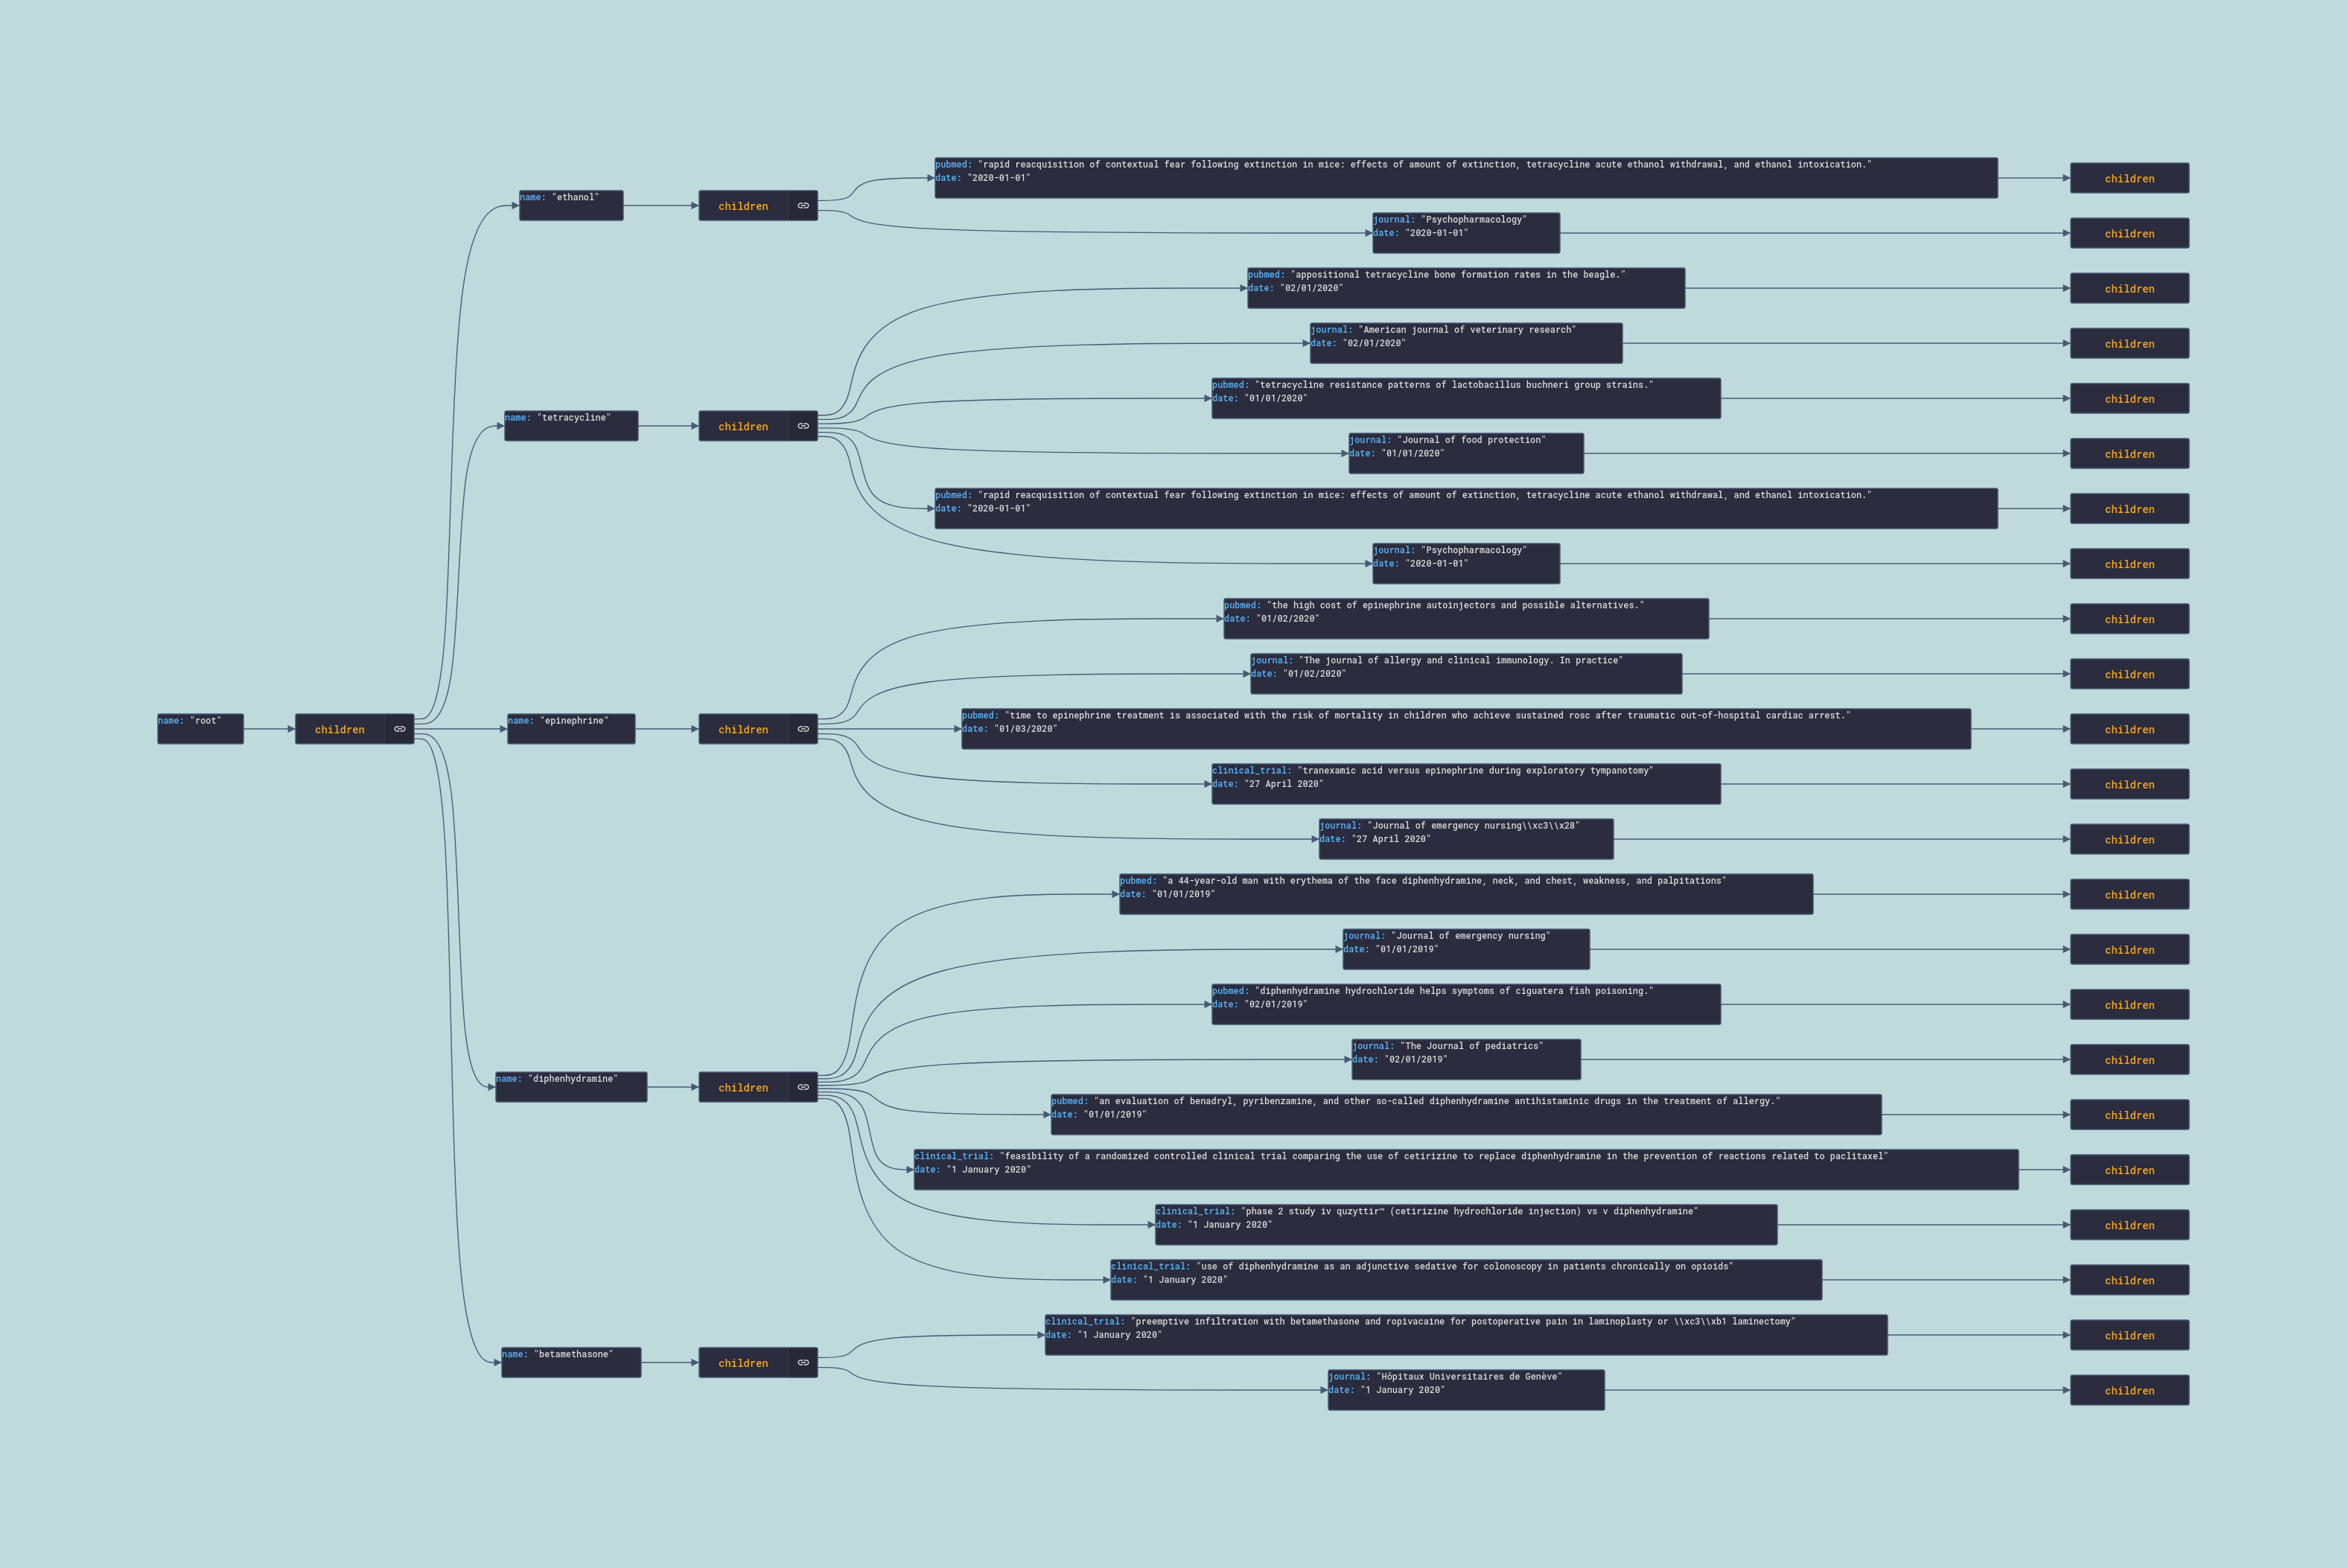 name: "root"
children
name: "ethanol"
children
pubmed: "rapid reacquisition of contextual fear following extinction in mice: effects of amount of extinction, tetracycline acute ethanol withdrawal, and ethanol intoxication."
date: "2020-01-01"
children
journal: "Psychopharmacology"
date: "2020-01-01"
children
name: "tetracycline"
children
pubmed: "appositional tetracycline bone formation rates in the beagle."
date: "02/01/2020"
children
journal: "American journal of veterinary research"
date: "02/01/2020"
children
pubmed: "tetracycline resistance patterns of lactobacillus buchneri group strains."
date: "01/01/2020"
children
journal: "Journal of food protection"
date: "01/01/2020"
children
pubmed: "rapid reacquisition of contextual fear following extinction in mice: effects of amount of extinction, tetracycline acute ethanol withdrawal, and ethanol intoxication."
date: "2020-01-01"
children
journal: "Psychopharmacology"
date: "2020-01-01"
children
name: "epinephrine"
children
pubmed: "the high cost of epinephrine autoinjectors and possible alternatives."
date: "01/02/2020"
children
journal: "The journal of allergy and clinical immunology. In practice"
date: "01/02/2020"
children
pubmed: "time to epinephrine treatment is associated with the risk of mortality in children who achieve sustained rosc after traumatic out-of-hospital cardiac arrest."
date: "01/03/2020"
children
clinical_trial: "tranexamic acid versus epinephrine during exploratory tympanotomy"
date: "27 April 2020"
children
journal: "Journal of emergency nursing\\xc3\\x28"
date: "27 April 2020"
children
name: "diphenhydramine"
children
pubmed: "a 44-year-old man with erythema of the face diphenhydramine, neck, and chest, weakness, and palpitations"
date: "01/01/2019"
children
journal: "Journal of emergency nursing"
date: "01/01/2019"
children
pubmed: "diphenhydramine hydrochloride helps symptoms of ciguatera fish poisoning."
date: "02/01/2019"
children
journal: "The Journal of pediatrics"
date: "02/01/2019"
children
pubmed: "an evaluation of benadryl, pyribenzamine, and other so-called diphenhydramine antihistaminic drugs in the treatment of allergy."
date: "01/01/2019"
children
clinical_trial: "feasibility of a randomized controlled clinical trial comparing the use of cetirizine to replace diphenhydramine in the prevention of reactions related to paclitaxel"
date: "1 January 2020"
children
clinical_trial: "phase 2 study iv quzyttir™ (cetirizine hydrochloride injection) vs v diphenhydramine"
date: "1 January 2020"
children
clinical_trial: "use of diphenhydramine as an adjunctive sedative for colonoscopy in patients chronically on opioids"
date: "1 January 2020"
children
name: "betamethasone"
children
clinical_trial: "preemptive infiltration with betamethasone and ropivacaine for postoperative pain in laminoplasty or \\xc3\\xb1 laminectomy"
date: "1 January 2020"
children
journal: "Hôpitaux Universitaires de Genève"
date: "1 January 2020"
children